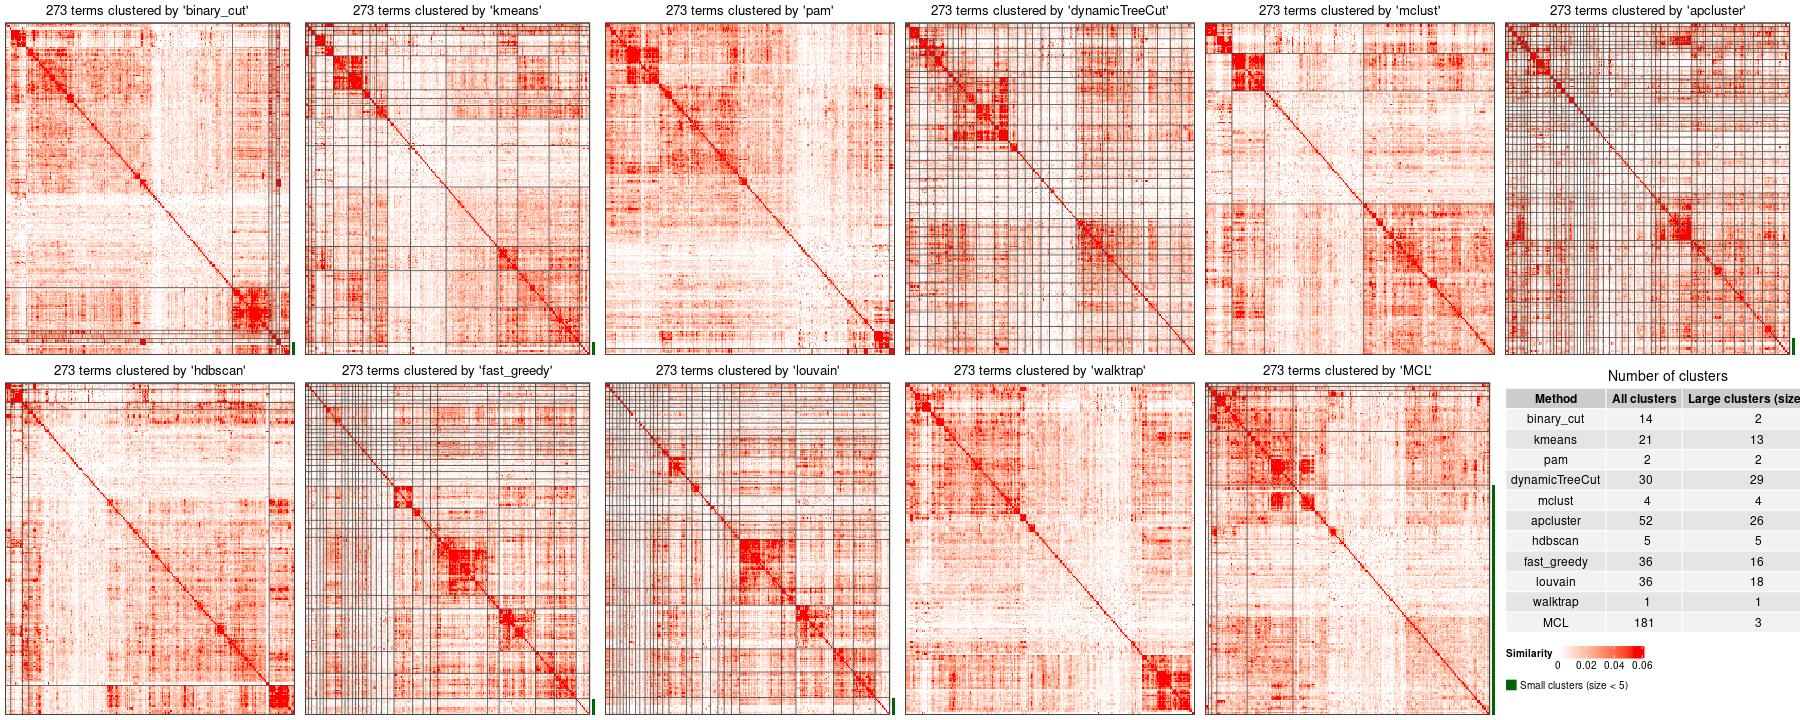 273 terms clustered by 'binary_cut'
273 terms clustered by 'kmeans'
273 terms clustered by 'pam'
273 terms clustered by 'dynamicTreeCut'
273 terms clustered by 'mclust'
273 terms clustered by 'apcluster'
273 terms clustered by 'hdbscan'
273 terms clustered by 'fast_greedy'
273 terms clustered by 'louvain'
273 terms clustered by 'walktrap'
273 terms clustered by 'MCL'
Number of clusters
Method All clusters Large clusters (size
binary_cut 14 2
kmeans 21 13
pam 2 2
dynamicTreeCut 30 29
mclust 4 4
apcluster 52 26
hdbscan 5 5
fast_greedy 36 16
louvain 36 18
walktrap 1 1
MCL 181 3
Similarity
0 0.02 0.04 0.06
Small clusters (size < 5)